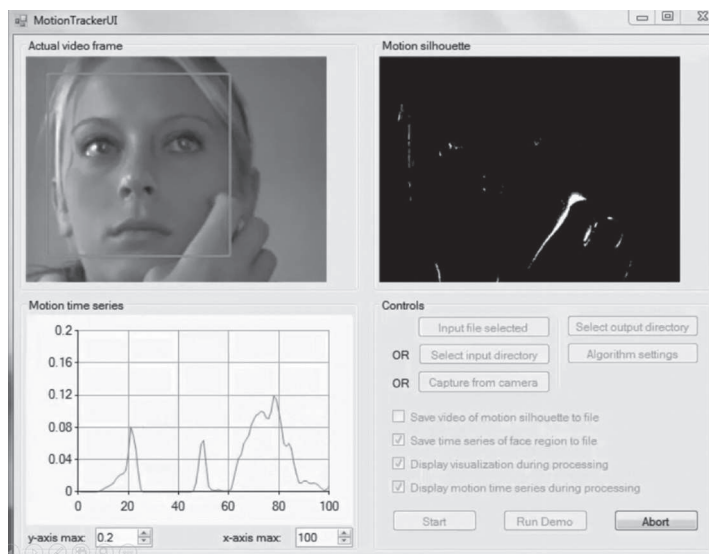 MotionTrackerUI
Actual video frame
Motion silhouette
Motion time series
0.2
0.16
0.12
0.08
0.04
0
0 20 40 60 80 100
y-axis max: 0.2
x-axis max: 100
Controls
Input file selected
Select output directory
OR Select input directory
Algorithm settings
OR Capture from camera
Save video of motion silhouette to file
Save time series of face region to file
Display visualization during processing
Display motion time series during processing
Start
Run Demo
Abort